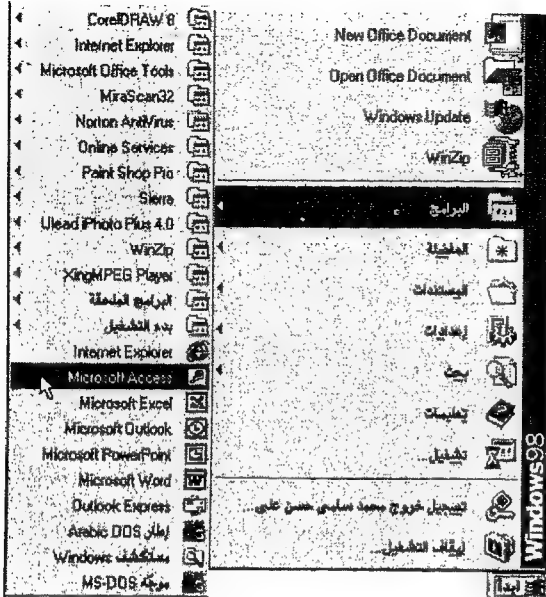 New Office Document
Open Office Document
Windows Update
WinZip
البرامج
المفضلة
المستندات
إعدادات
بحث
تعليمات
تشغيل...
تسجيل خروج محمد سامي حسن علي...
إيقاف التشغيل...
Windows98
ابدأ
CorelDRAW 8
Internet Explorer
Microsoft Office Tools
MiraScan32
Norton AntiVirus
Online Services
Paint Shop Pro
Sierra
Ulead iPhoto Plus 4.0
WinZip
XingMPEG Player
البرامج الملحقة
بدء التشغيل
Internet Explorer
Microsoft Access
Microsoft Excel
Microsoft Outlook
Microsoft PowerPoint
Microsoft Word
Outlook Express
إطار Arabic DOS
مستكشف Windows
موجّه MS-DOS